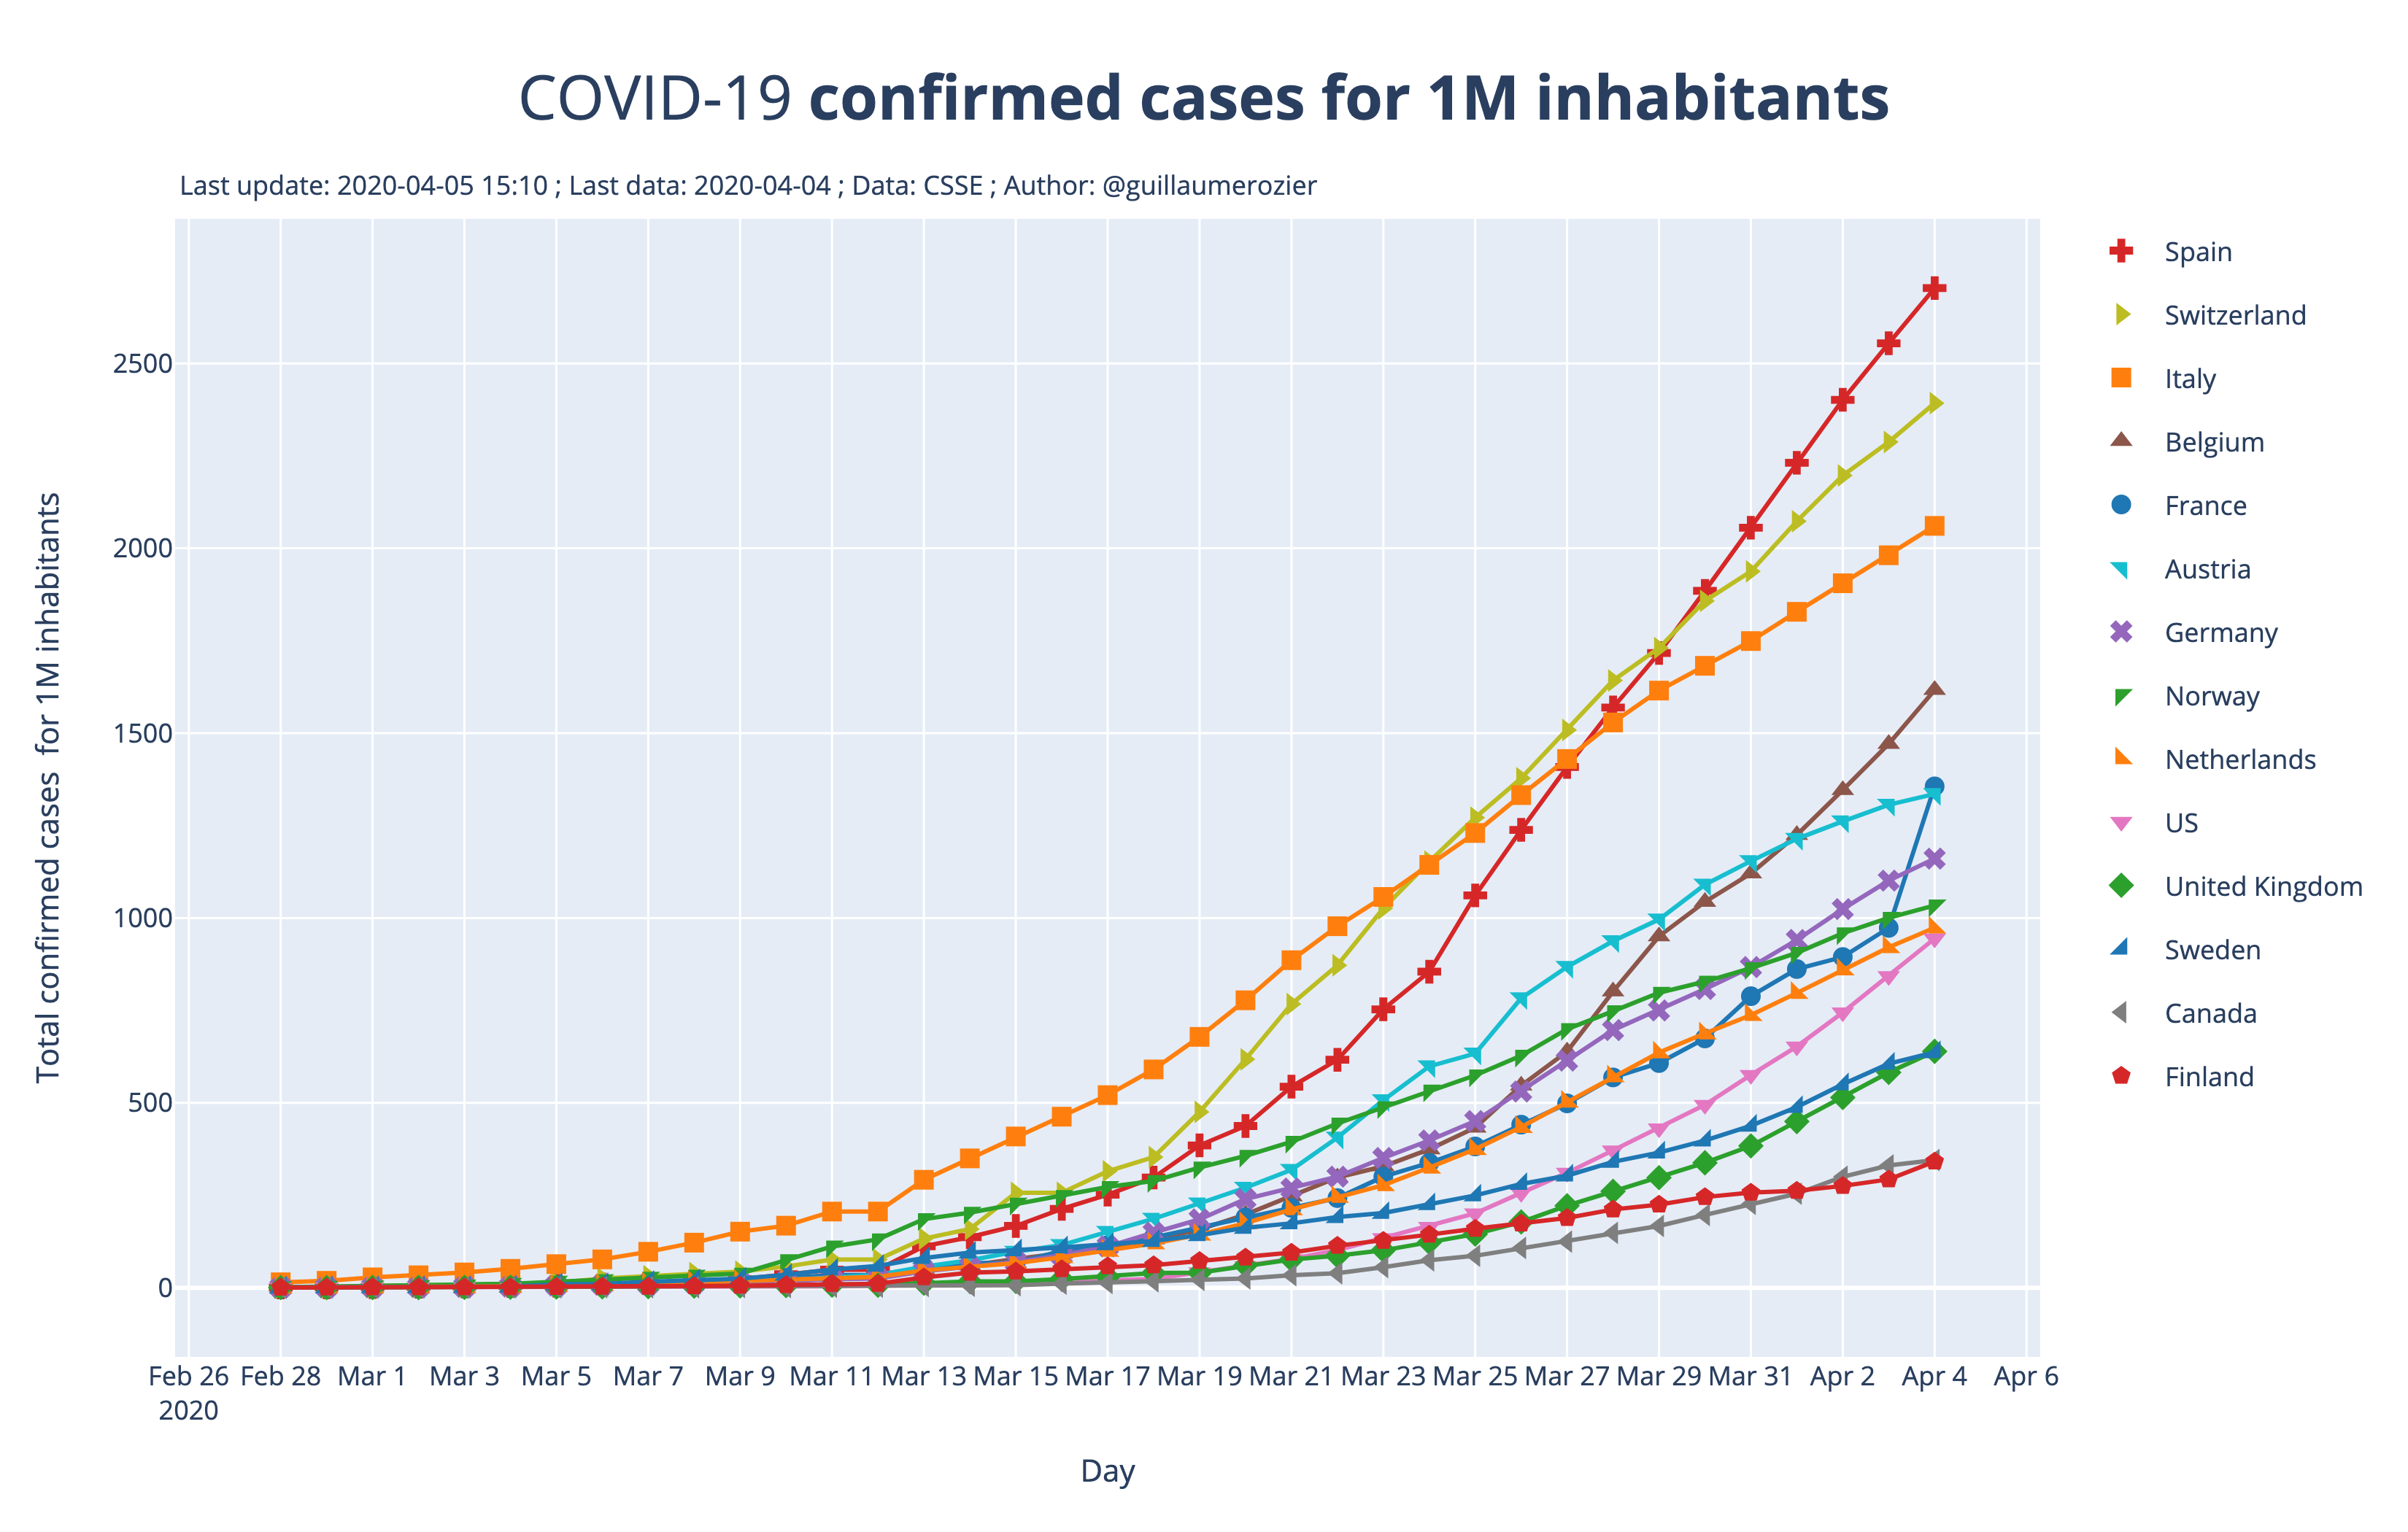 COVID-19 confirmed cases for 1M inhabitants
Last update: 2020-04-05 15:10 ; Last data: 2020-04-04 ; Data: CSSE ; Author: @guillaumerozier
Total confirmed cases for 1M inhabitants
2500
2000
1500
1000
500
0
Feb 26 Feb 28 Mar 1 Mar 3 Mar 5 Mar 7 Mar 9 Mar 11 Mar 13 Mar 15 Mar 17 Mar 19 Mar 21 Mar 23 Mar 25 Mar 27 Mar 29 Mar 31 Apr 2 Apr 4 Apr 6
2020
Day
Spain
Switzerland
Italy
Belgium
France
Austria
Germany
Norway
Netherlands
US
United Kingdom
Sweden
Canada
Finland